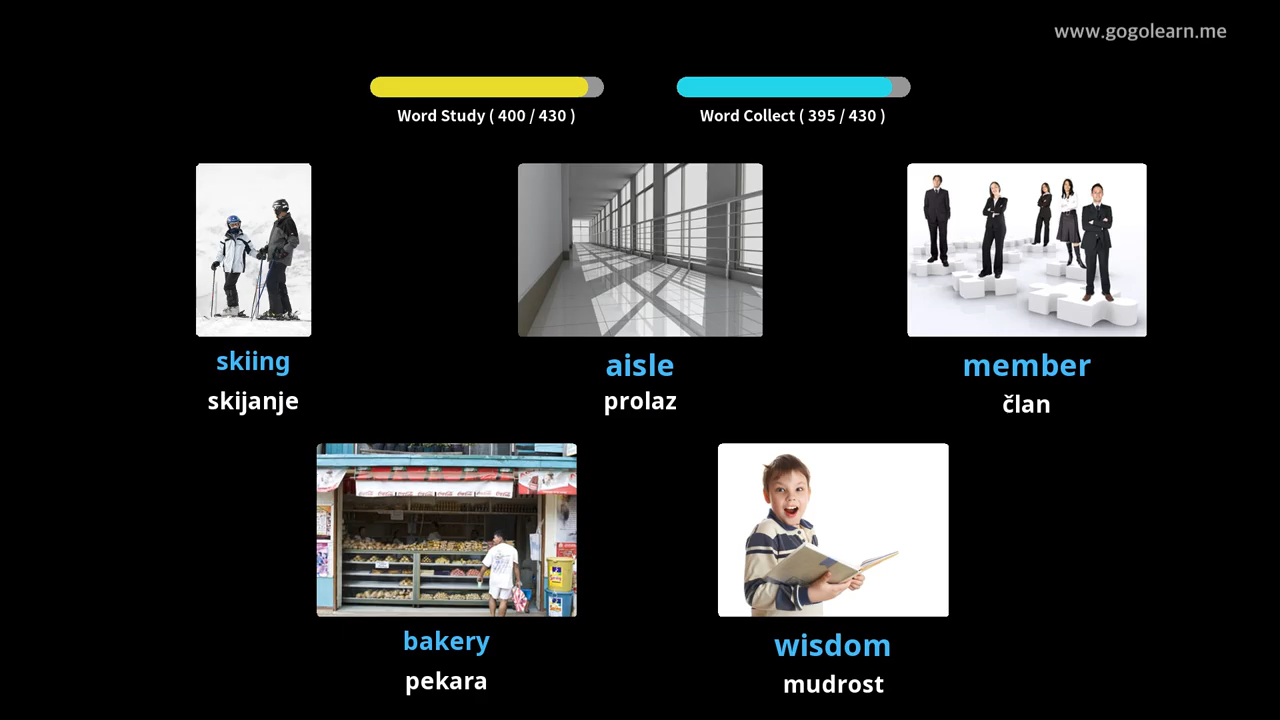 www.gogolearn.me
Word Study ( 400 / 430 )
Word Collect ( 395 / 430 )
skiing
skijanje
aisle
prolaz
member
član
bakery
pekara
wisdom
mudrost